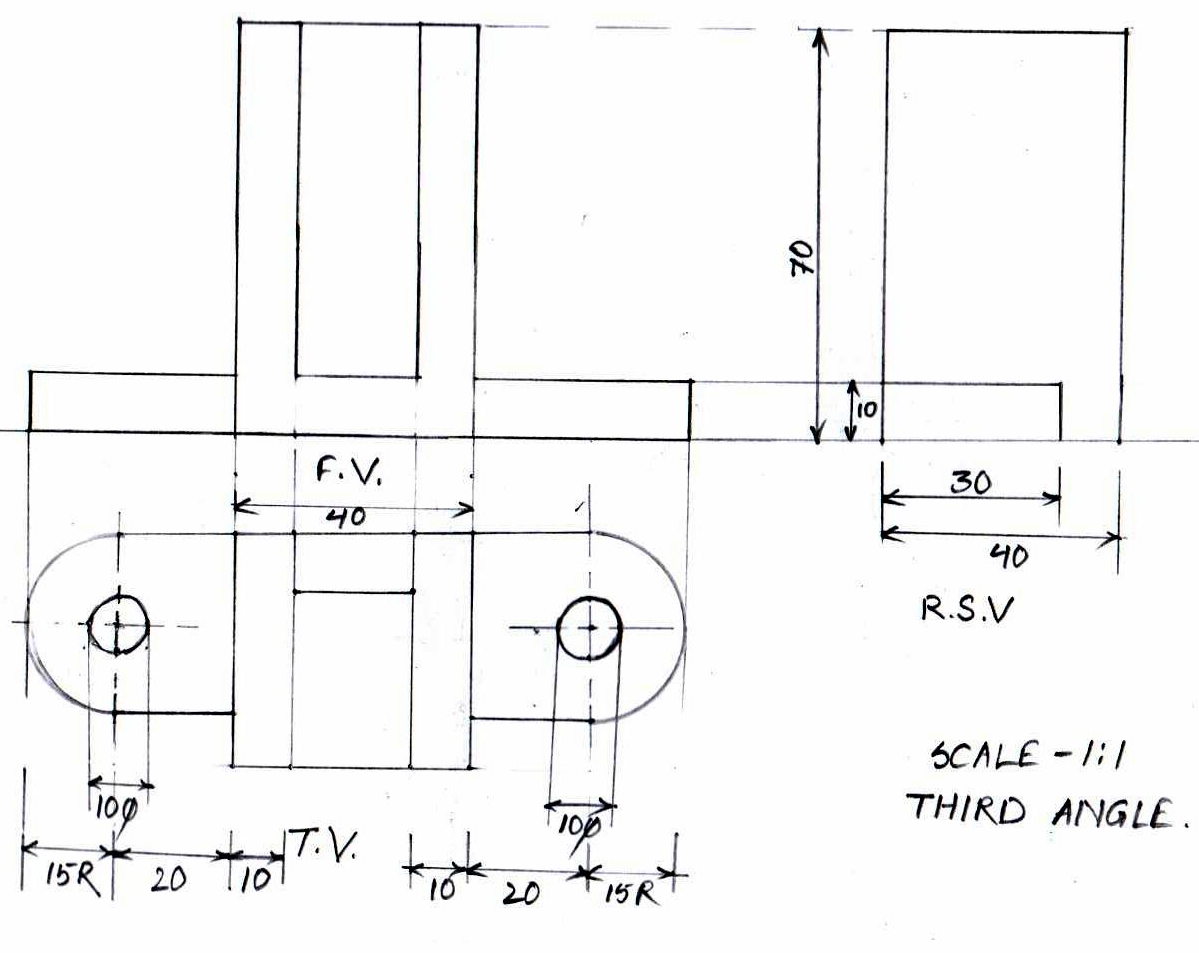 70
10
F.V.
40
30
40
R.S.V
10φ
10φ
SCALE - 1:1
THIRD ANGLE.
T.V.
15R 20 10
10 20 15R